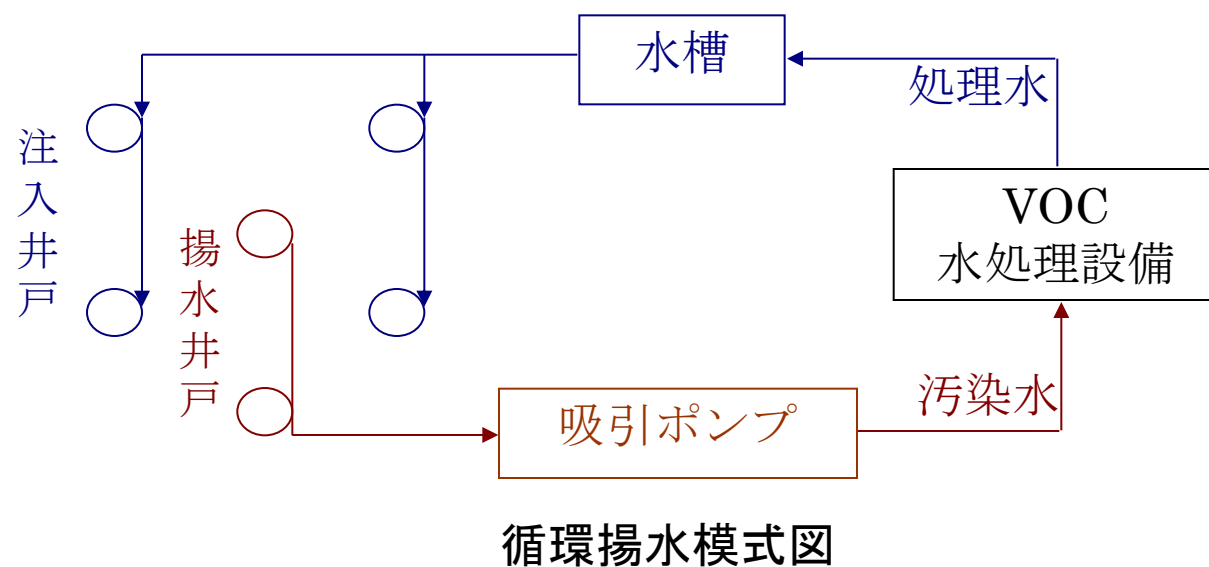 水槽
処理水
注入井戸
揚水井戸
VOC
水処理設備
汚染水
吸引ポンプ
循環揚水模式図